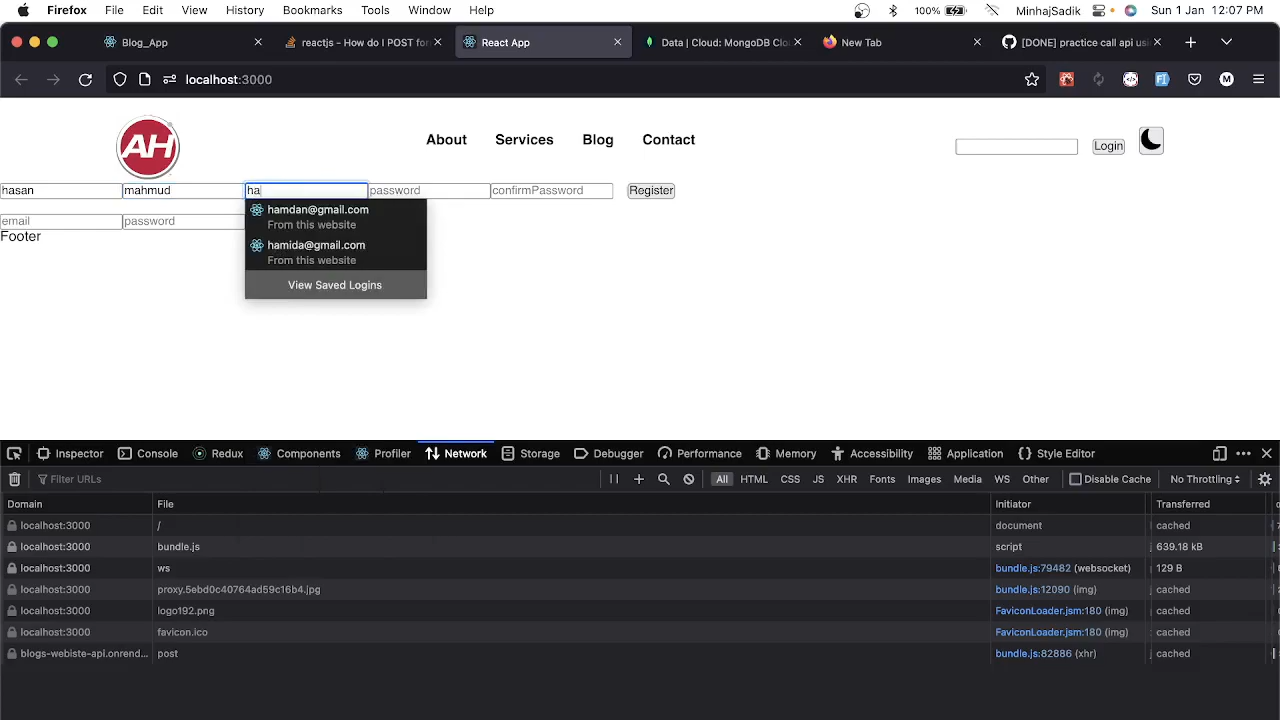 Firefox File Edit View History Bookmarks Tools Window Help 100% MinhajSadik Sun 1 Jan 12:07 PM
Blog_App reactjs - How do I POST for React App Data | Cloud: MongoDB Clo New Tab [DONE] practice call api usi
localhost:3000
AH About Services Blog Contact Login
hasan mahmud ha password confirmPassword Register
email password
Footer
hamdan@gmail.com
From this website
hamida@gmail.com
From this website
View Saved Logins
Inspector Console Redux Components Profiler Network Storage Debugger Performance Memory Accessibility Application Style Editor
Filter URLs All HTML CSS JS XHR Fonts Images Media WS Other Disable Cache No Throttling
Domain File Initiator Transferred
localhost:3000 / document cached
localhost:3000 bundle.js script 639.18 kB
localhost:3000 ws bundle.js:79482 (websocket) 129 B
localhost:3000 proxy.5ebd0c40764ad59c16b4.jpg bundle.js:12090 (img) cached
localhost:3000 logo192.png FaviconLoader.jsm:180 (img) cached
localhost:3000 favicon.ico FaviconLoader.jsm:180 (img) cached
blogs-webiste-api.onrend... post bundle.js:82886 (xhr) cached